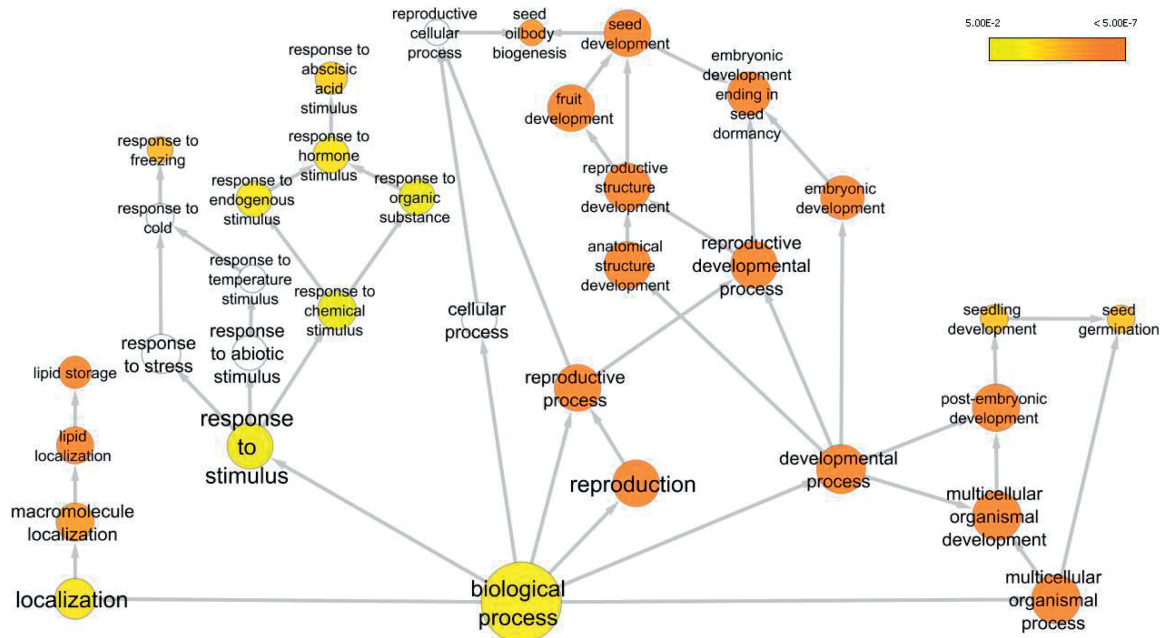 5.00E-2
< 5.00E-7
reproductive
cellular
process
seed
oilbody
biogenesis
seed
development
response to
abscisic
acid
stimulus
embryonic
development
ending in
seed
dormancy
fruit
development
response to
freezing
response to
hormone
stimulus
response to
endogenous
stimulus
response to
organic
substance
reproductive
structure
development
embryonic
development
response to
cold
anatomical
structure
development
reproductive
developmental
process
response to
temperature
stimulus
response to
chemical
stimulus
cellular
process
seedling
development
seed
germination
response
to stress
response
to abiotic
stimulus
lipid storage
reproductive
process
post-embryonic
development
lipid
localization
response
to
stimulus
developmental
process
reproduction
macromolecule
localization
multicellular
organismal
development
localization
biological
process
multicellular
organismal
process